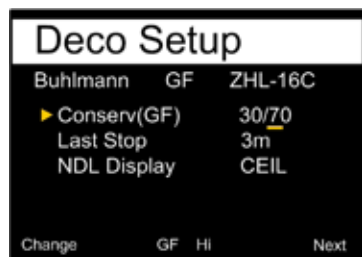 Deco Setup
Buhlmann GF ZHL-16C
Conserv(GF) 30/70
Last Stop 3m
NDL Display CEIL
Change GF Hi Next